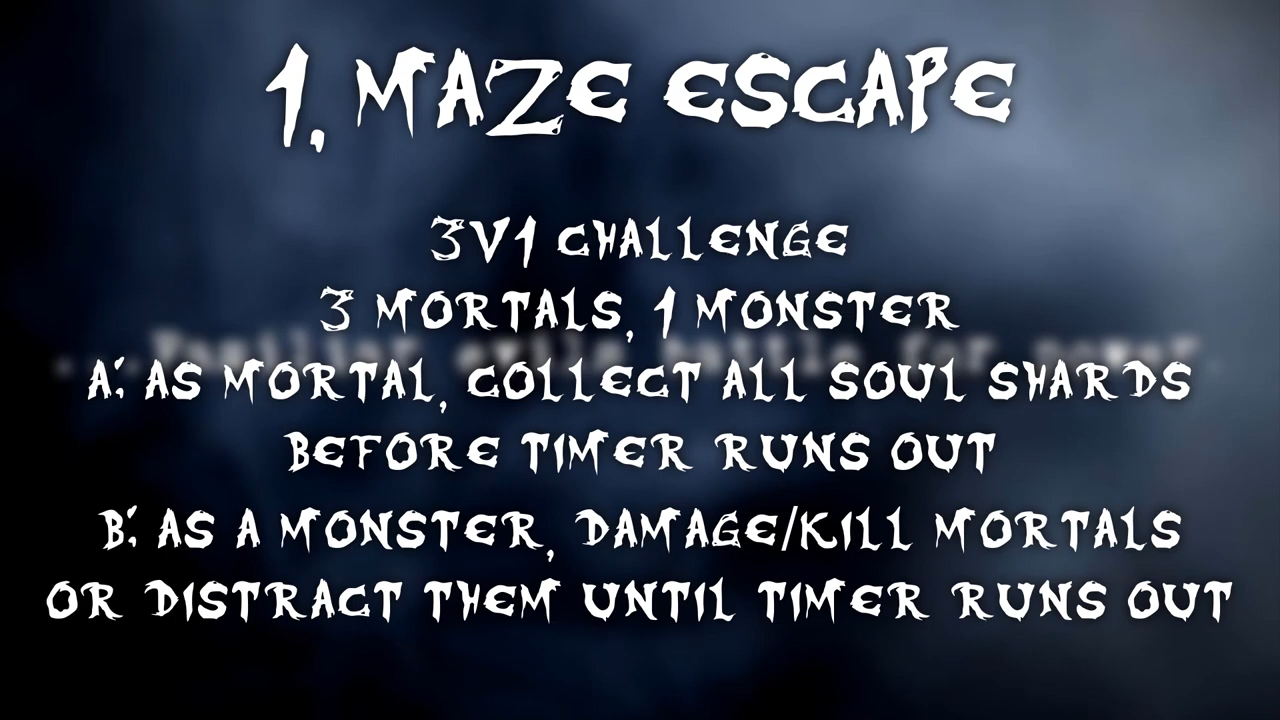 1. MAZE ESCAPE
3V1 CHALLENGE
3 MORTALS, 1 MONSTER
A: AS MORTAL, COLLECT ALL SOUL SHARDS
BEFORE TIMER RUNS OUT
B: AS A MONSTER, DAMAGE/KILL MORTALS
OR DISTRACT THEM UNTIL TIMER RUNS OUT